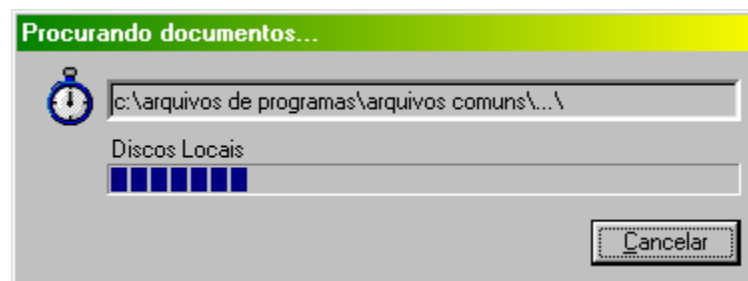 Procurando documentos...
c:\arquivos de programas\arquivos comuns\...\
Discos Locais
Cancelar